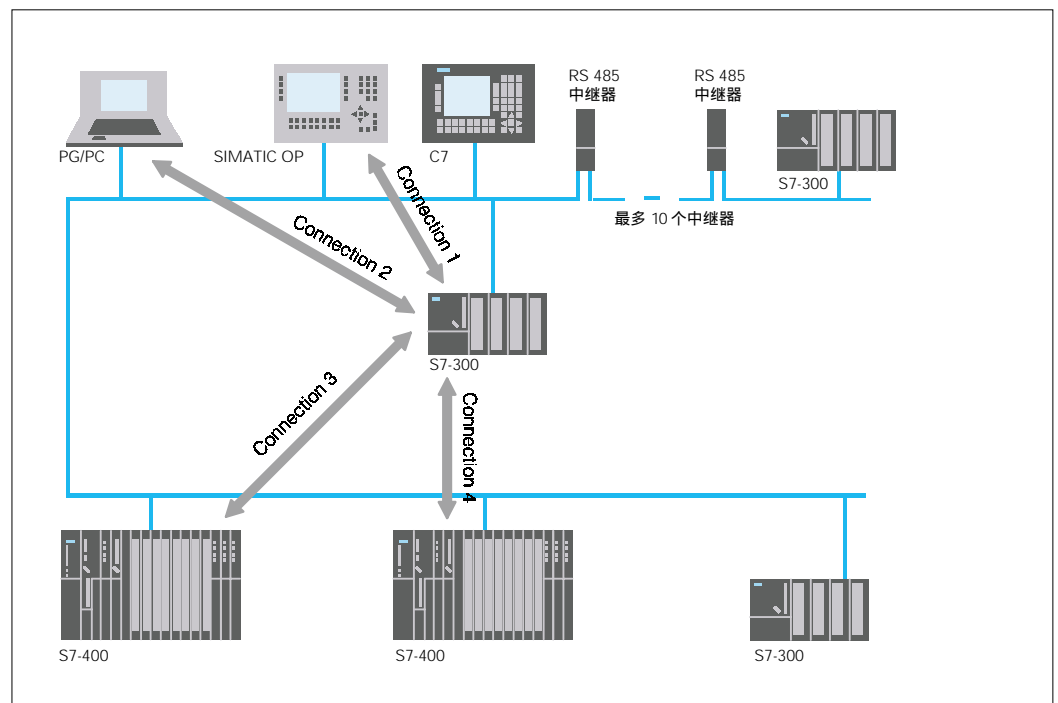 RS 485
中继器
RS 485
中继器
PG/PC
SIMATIC OP
C7
S7-300
最多 10 个中继器
Connection 1
Connection 2
S7-300
Connection 3
Connection 4
S7-400
S7-400
S7-300